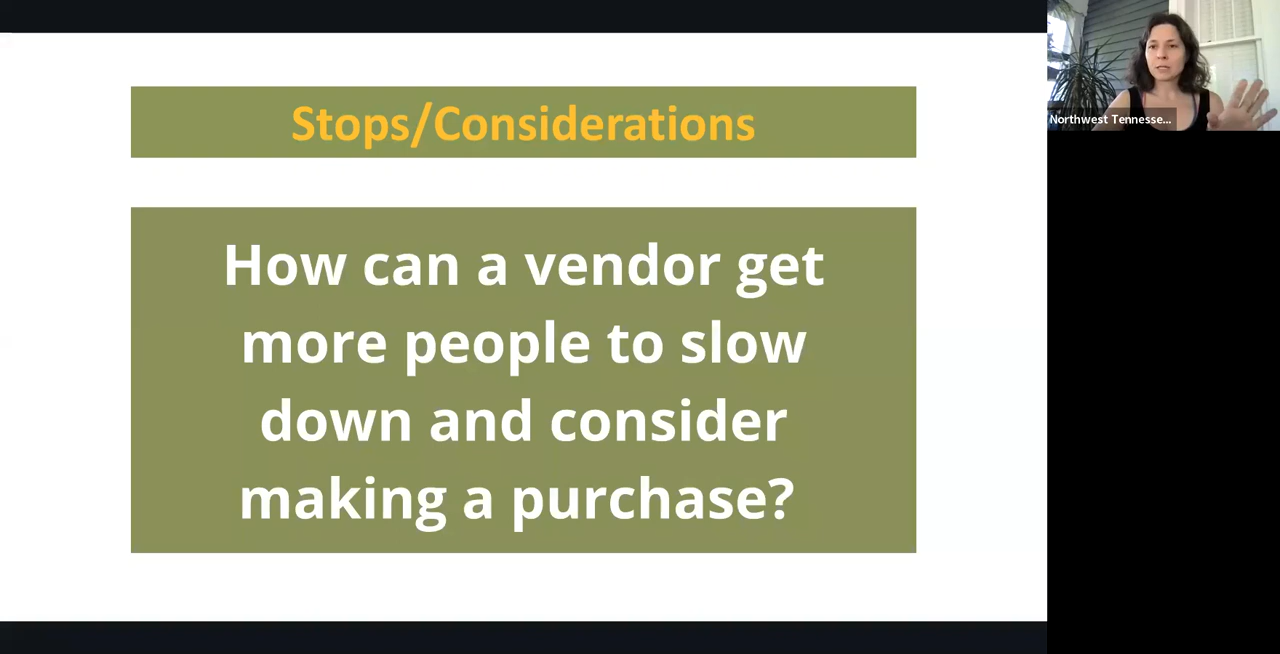 Stops/Considerations
How can a vendor get
more people to slow
down and consider
making a purchase?
Northwest Tennesse...